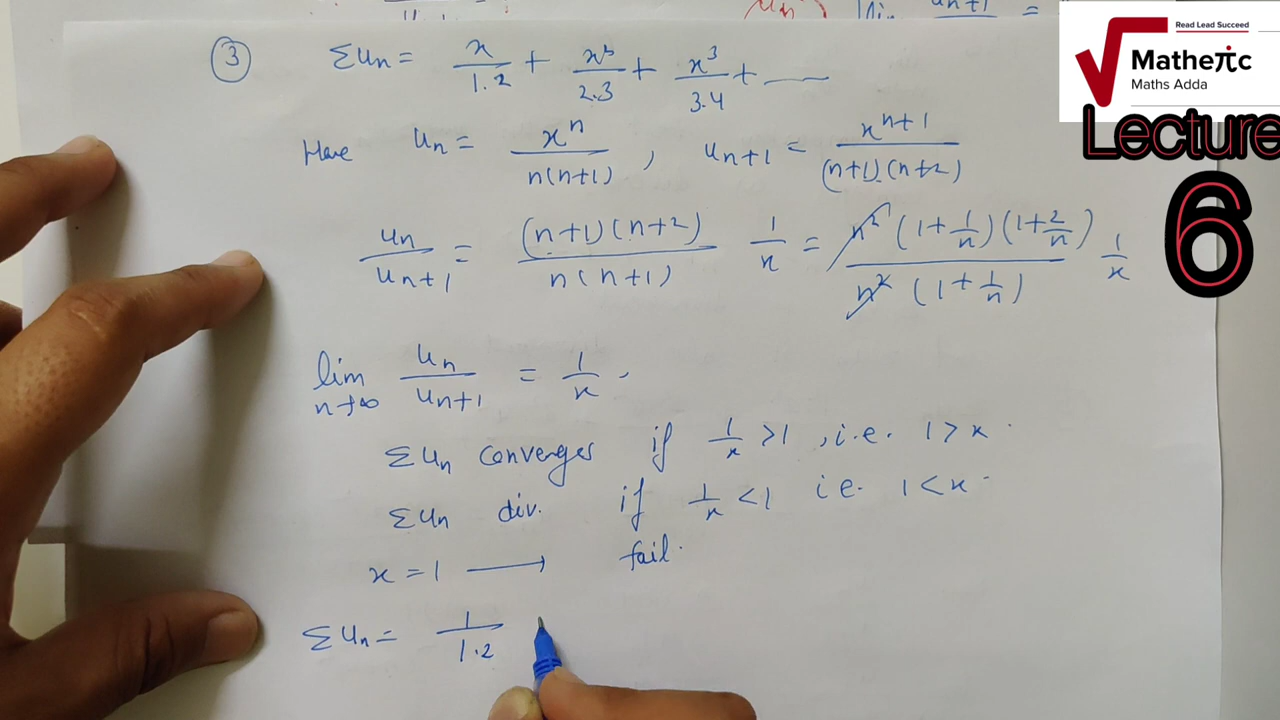 Read Lead Succeed
Matheπc
Maths Adda
Lecture
6
3 Σun = x/1.2 + x²/2.3 + x³/3.4 + ——
Here un = xⁿ/n(n+1) , un+1 = xⁿ⁺¹/(n+1).(n+2)
un/un+1 = (n+1)(n+2)/n(n+1) 1/x = n²(1+1/n)(1+2/n)/n²(1+1/n) 1/x
lim n→∞ un/un+1 = 1/x .
Σun converges if 1/x >1 , i.e. 1>x .
Σun div. if 1/x <1 i.e. 1<x .
x=1 → fail.
Σun = 1/1.2